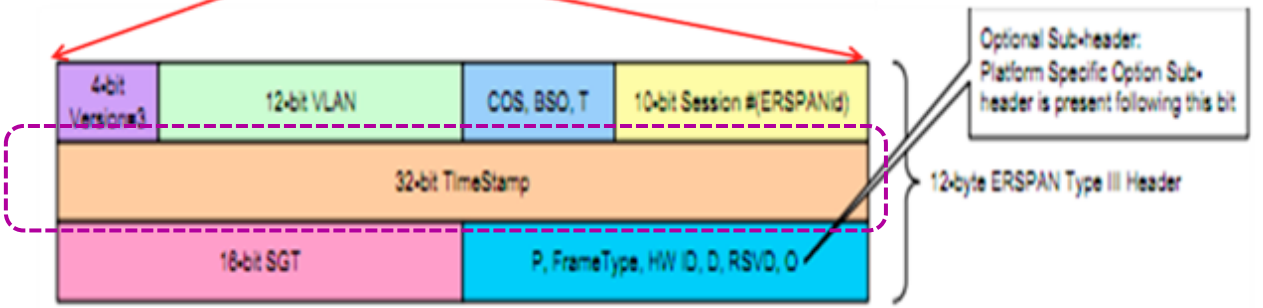 Optional Sub-header:
Platform Specific Option Sub-
header is present following this bit
4-bit
Version=3
12-bit VLAN
COS, BSO, T
10-bit Session #(ERSPANid)
32-bit TimeStamp
12-byte ERSPAN Type III Header
16-bit SGT
P, FrameType, HW ID, D, RSVD, O